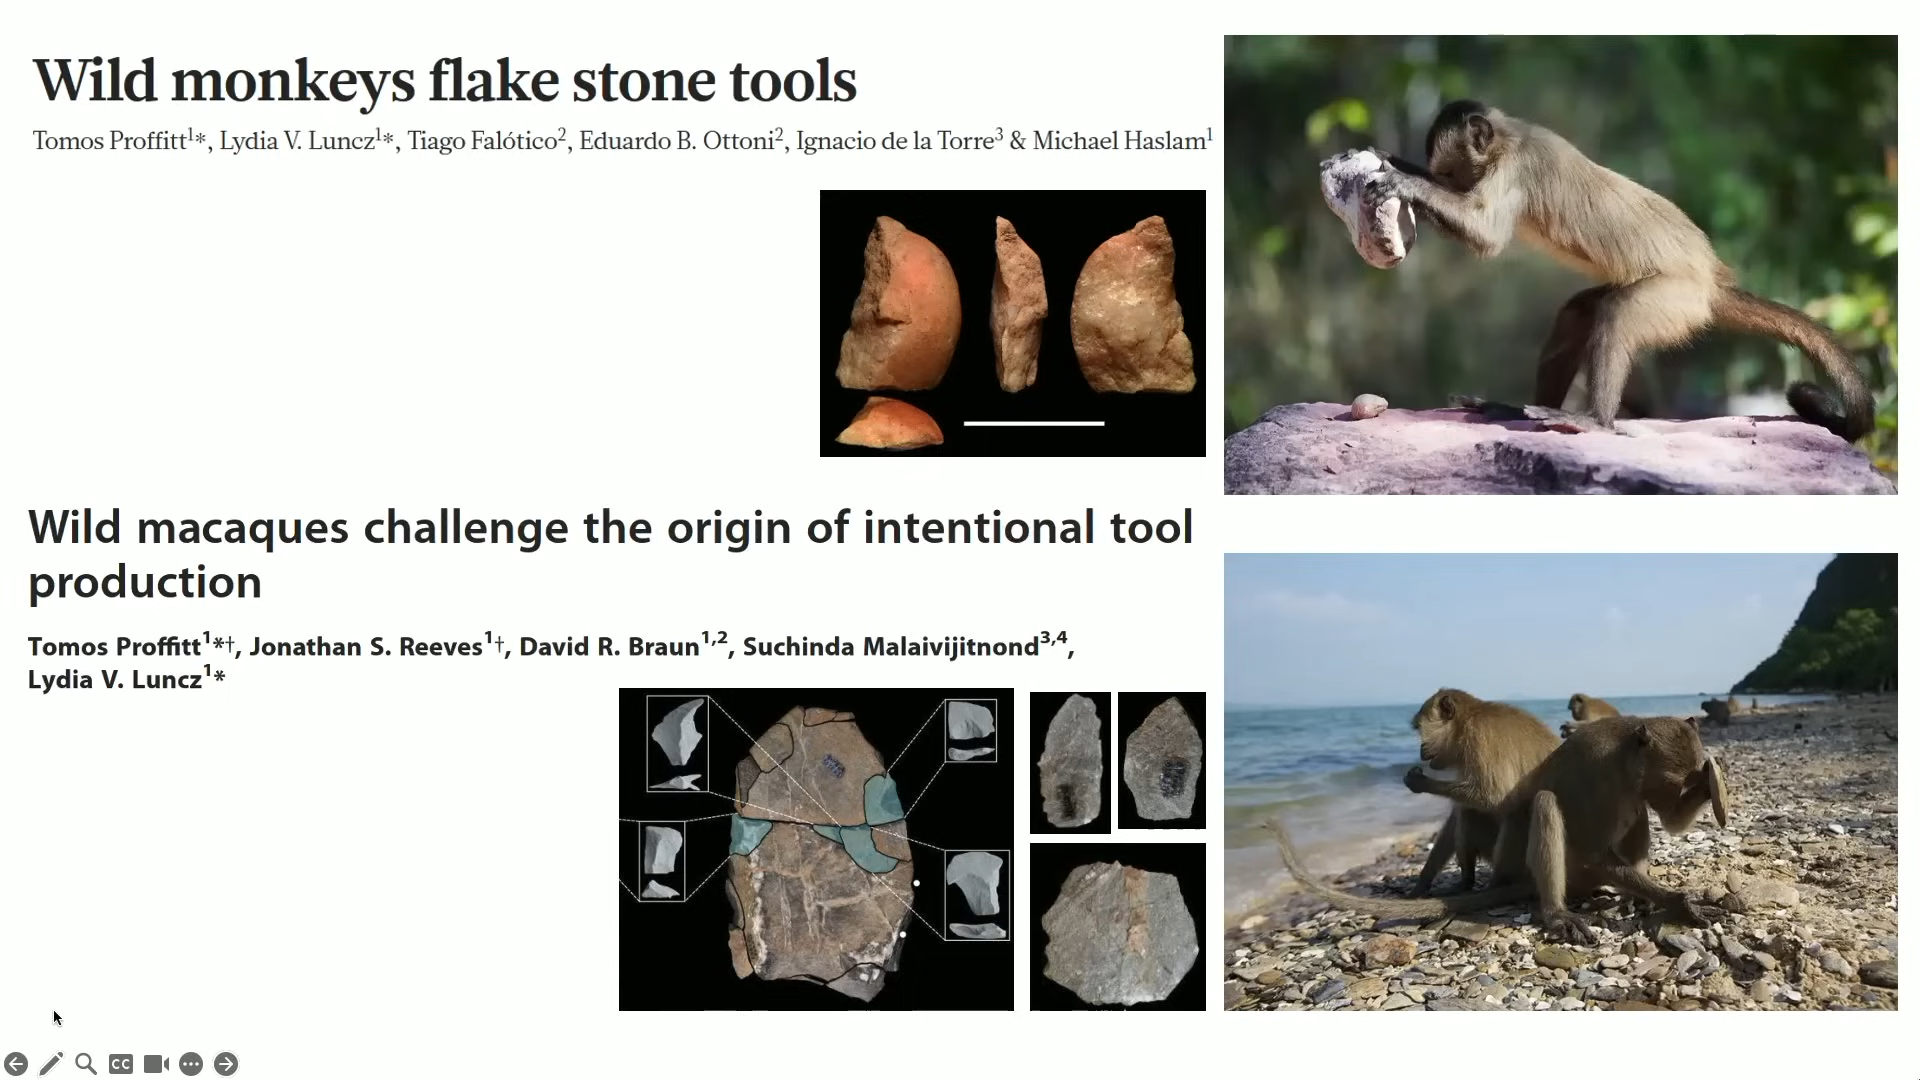 Wild monkeys flake stone tools
Tomos Proffitt¹*, Lydia V. Luncz¹*, Tiago Falótico², Eduardo B. Ottoni², Ignacio de la Torre³ & Michael Haslam¹
Wild macaques challenge the origin of intentional tool
production
Tomos Proffitt¹*†, Jonathan S. Reeves¹†, David R. Braun¹,², Suchinda Malaivijitnond³,⁴,
Lydia V. Luncz¹*
CC